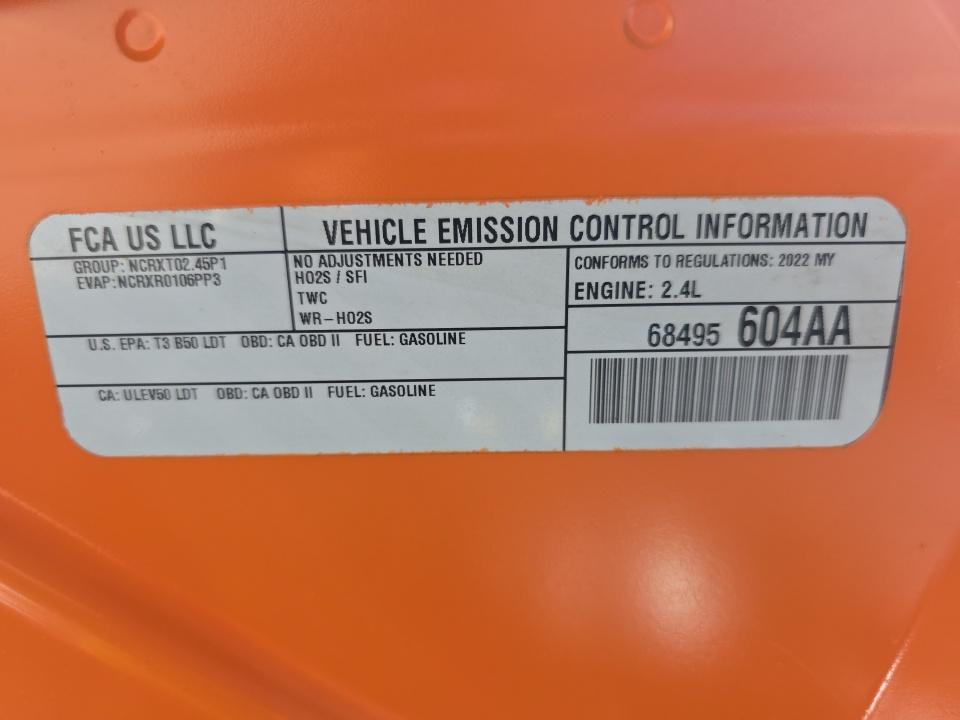 FCA US LLC
VEHICLE EMISSION CONTROL INFORMATION
GROUP: NCRXT02.45P1
EVAP:NCRXR0106PP3
NO ADJUSTMENTS NEEDED
HO2S / SFI
TWC
WR-HO2S
CONFORMS TO REGULATIONS: 2022 MY
ENGINE: 2.4L
68495 604AA
U.S. EPA: T3 B50 LDT OBD: CA OBD II FUEL: GASOLINE
CA: ULEV50 LDT OBD: CA OBD II FUEL: GASOLINE